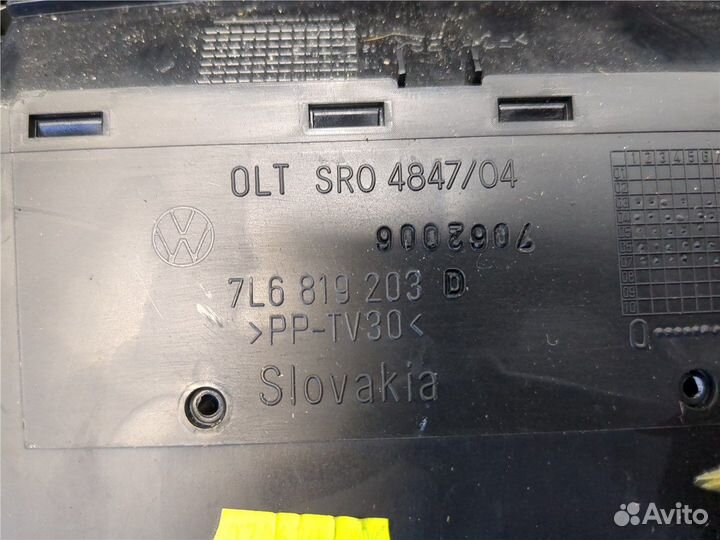 OLT SRO 4847/04
7062006
7L6 819 203 D
>PP-TV30<
Slovakia
Avito